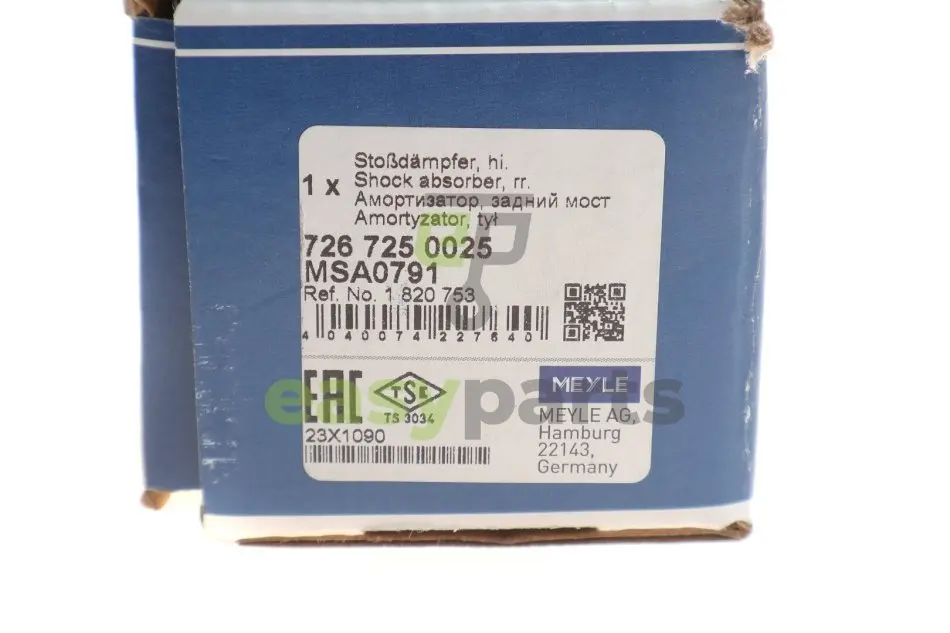 1 x
Stoßdämpfer, hi.
Shock absorber, rr.
Амортизатор, задний мост
Amortyzator, tył
726 725 0025
MSA0791
Ref. No. 1 820 753
4 040074 227640
EAC
TSE
TS 3034
23X1090
MEYLE
MEYLE AG,
Hamburg
22143,
Germany
easyparts